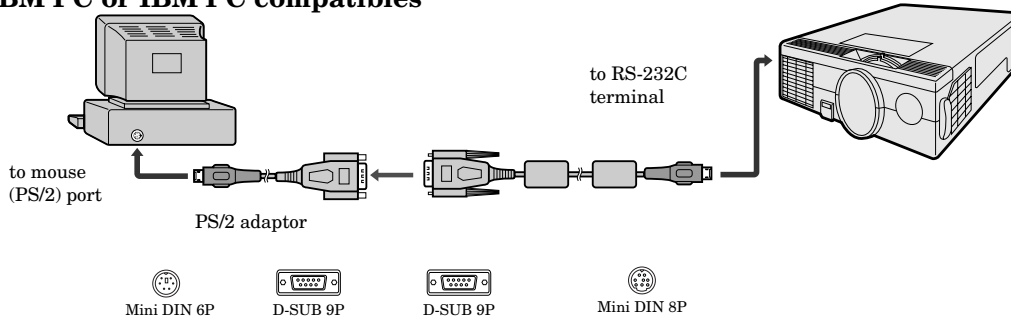 IBM PC or IBM PC compatibles
to RS-232C
terminal
to mouse
(PS/2) port
PS/2 adaptor
Mini DIN 6P
D-SUB 9P
D-SUB 9P
Mini DIN 8P